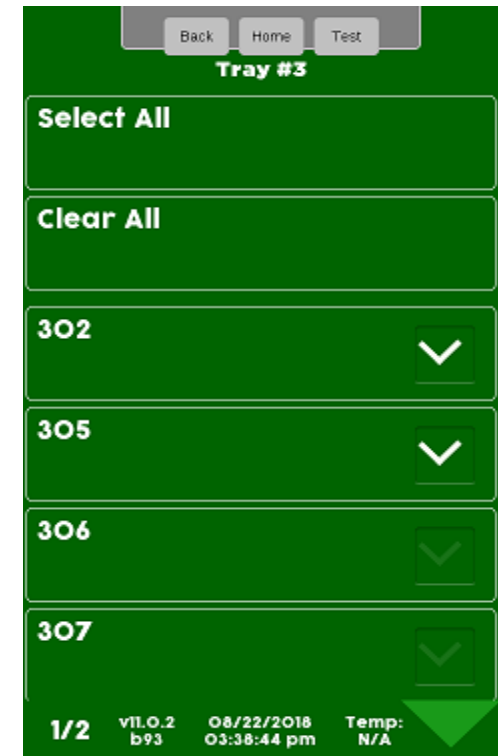 Back Home Test
Tray #3
Select All
Clear All
302
305
306
307
1/2 v11.0.2 08/22/2018 Temp:
b93 03:38:44 pm N/A